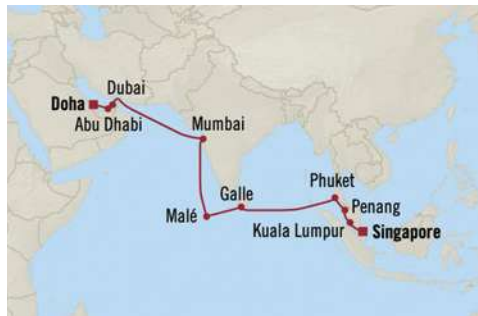 Dubai
Doha
Abu Dhabi
Mumbai
Phuket
Galle
Penang
Malé
Kuala Lumpur
Singapore